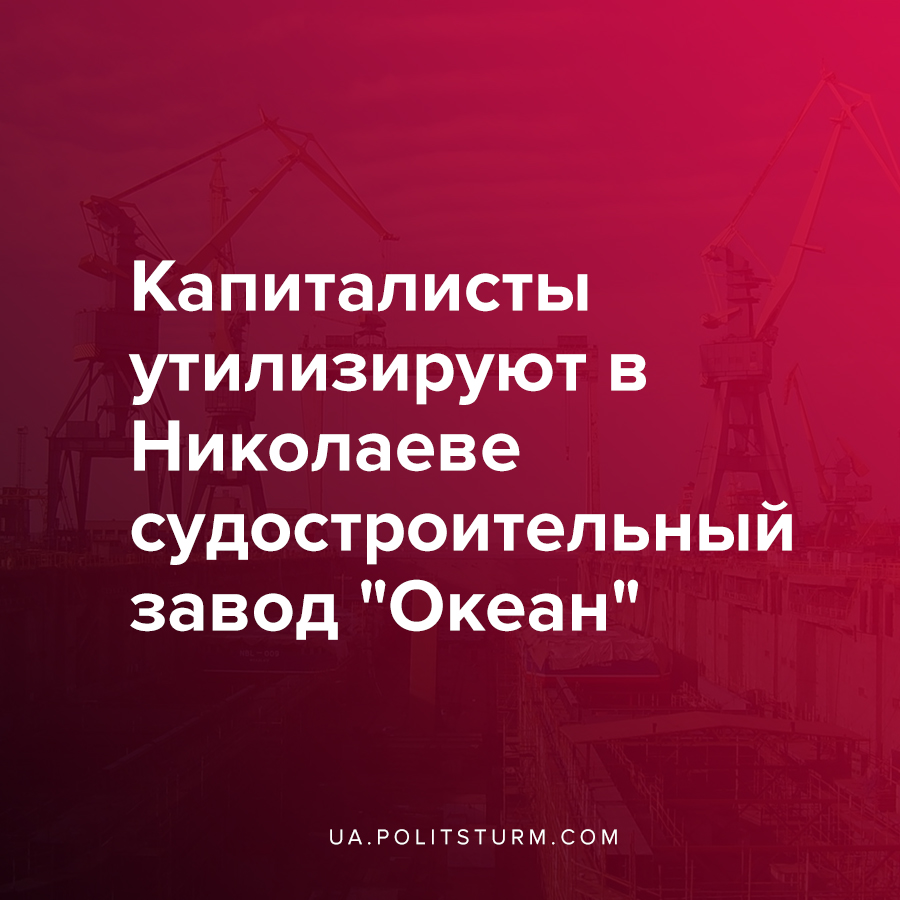 Капиталисты
утилизируют в
Николаеве
судостроительный
завод "Океан"
UA.POLITSTURM.COM